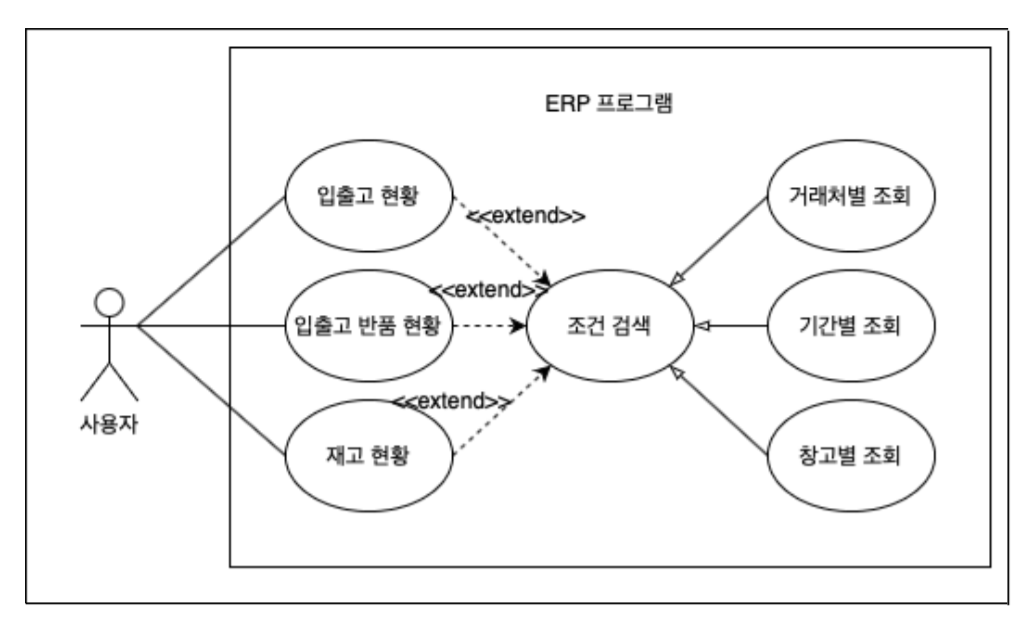 ERP 프로그램
입출고 현황
<<extend>>
거래처별 조회
<<extend>>
입출고 반품 현황
조건 검색
기간별 조회
<<extend>>
사용자
재고 현황
창고별 조회